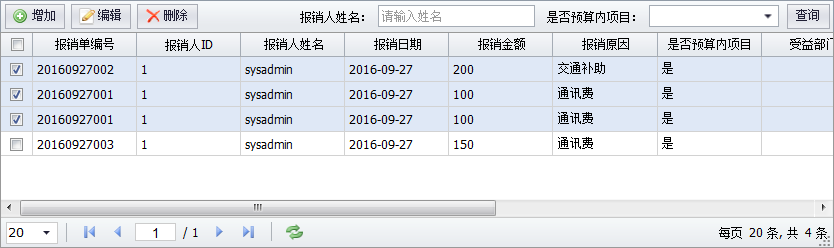 增加 编辑 删除 报销人姓名： 请输入姓名 是否预算内项目： 查询
报销单编号 报销人ID 报销人姓名 报销日期 报销金额 报销原因 是否预算内项目 受益部门
20160927002 1 sysadmin 2016-09-27 200 交通补助 是
20160927001 1 sysadmin 2016-09-27 100 通讯费 是
20160927001 1 sysadmin 2016-09-27 100 通讯费 是
20160927003 1 sysadmin 2016-09-27 150 通讯费 是
20 1 / 1 每页 20 条, 共 4 条